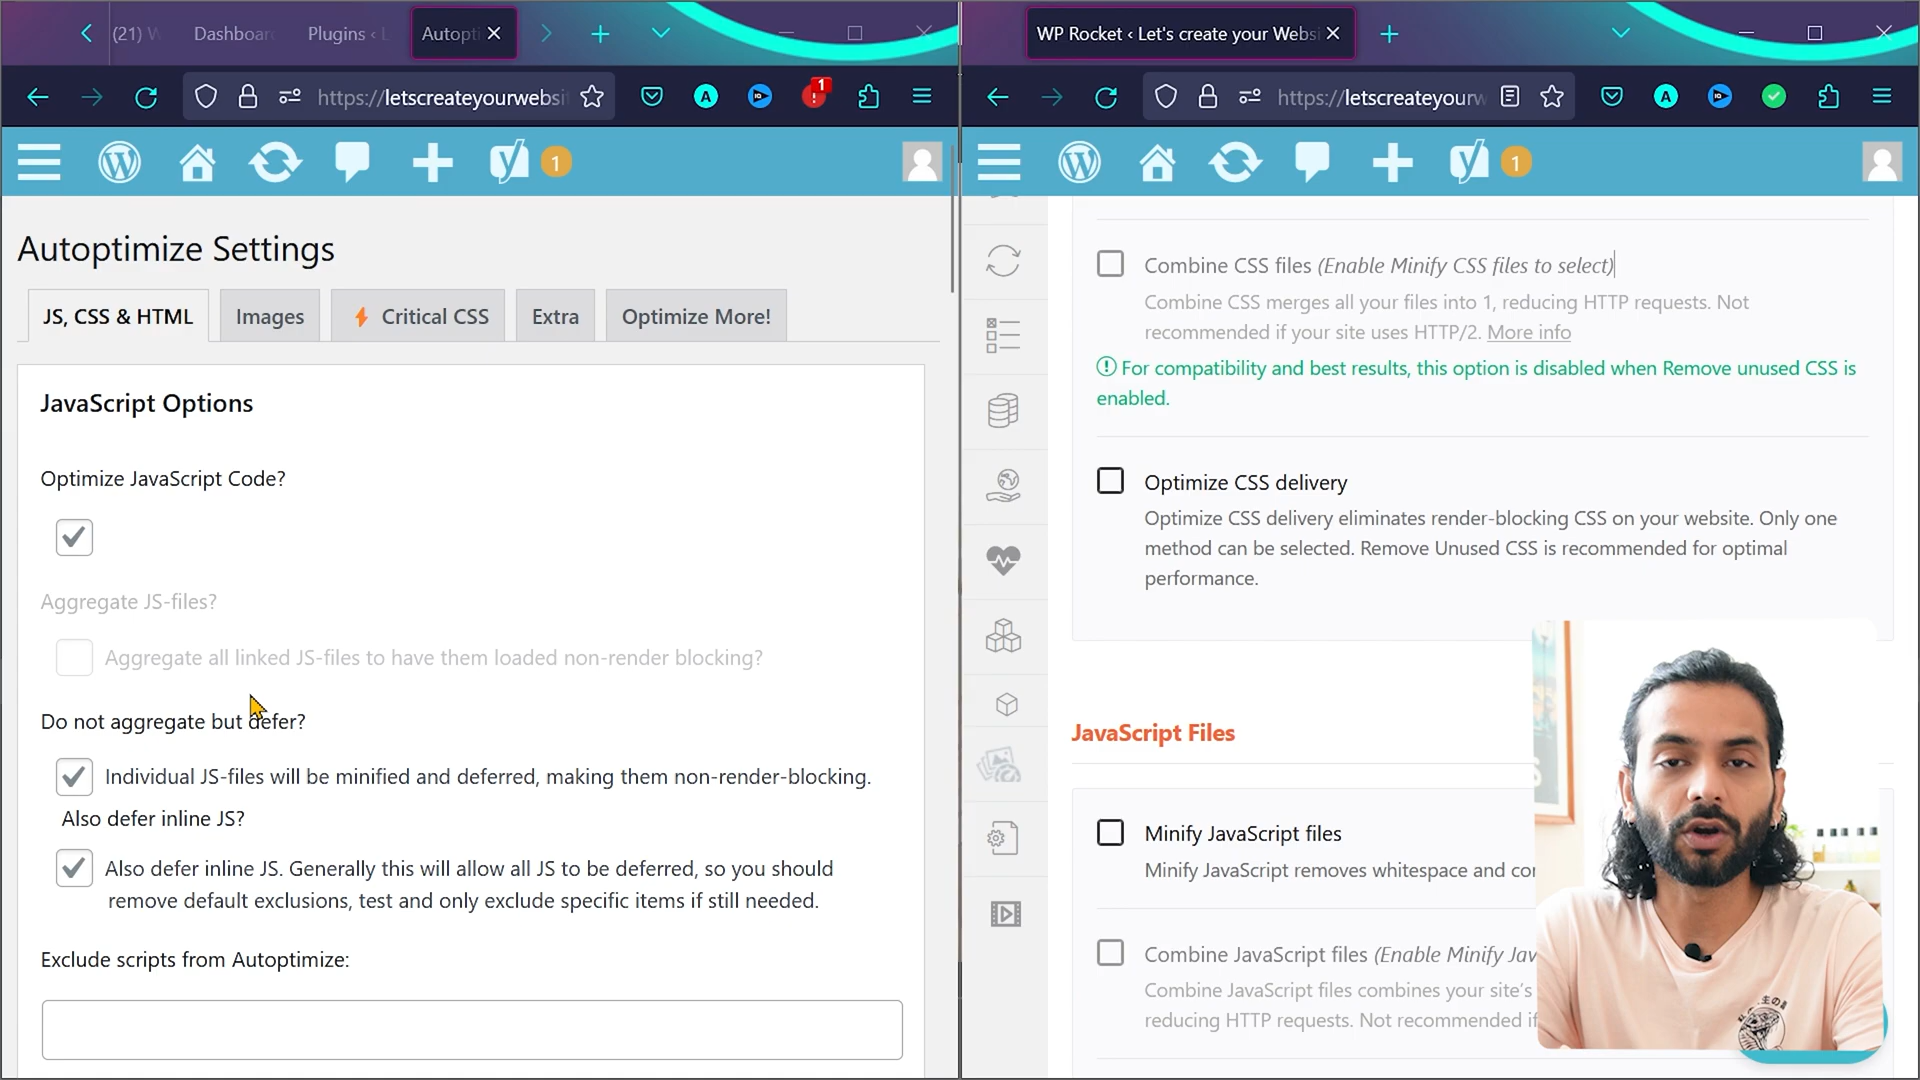 (21) W
Dashboar
Plugins ‹ L
Autopti
https://letscreateyourwebsi
1
1
Autoptimize Settings
JS, CSS & HTML
Images
Critical CSS
Extra
Optimize More!
JavaScript Options
Optimize JavaScript Code?
Aggregate JS-files?
Aggregate all linked JS-files to have them loaded non-render blocking?
Do not aggregate but defer?
Individual JS-files will be minified and deferred, making them non-render-blocking.
Also defer inline JS?
Also defer inline JS. Generally this will allow all JS to be deferred, so you should
remove default exclusions, test and only exclude specific items if still needed.
Exclude scripts from Autoptimize:
WP Rocket ‹ Let's create your Websi
https://letscreateyourw
1
Combine CSS files (Enable Minify CSS files to select)
Combine CSS merges all your files into 1, reducing HTTP requests. Not
recommended if your site uses HTTP/2. More info
For compatibility and best results, this option is disabled when Remove unused CSS is
enabled.
Optimize CSS delivery
Optimize CSS delivery eliminates render-blocking CSS on your website. Only one
method can be selected. Remove Unused CSS is recommended for optimal
performance.
JavaScript Files
Minify JavaScript files
Minify JavaScript removes whitespace and co
Combine JavaScript files (Enable Minify Jav
Combine JavaScript files combines your site's
reducing HTTP requests. Not recommended if